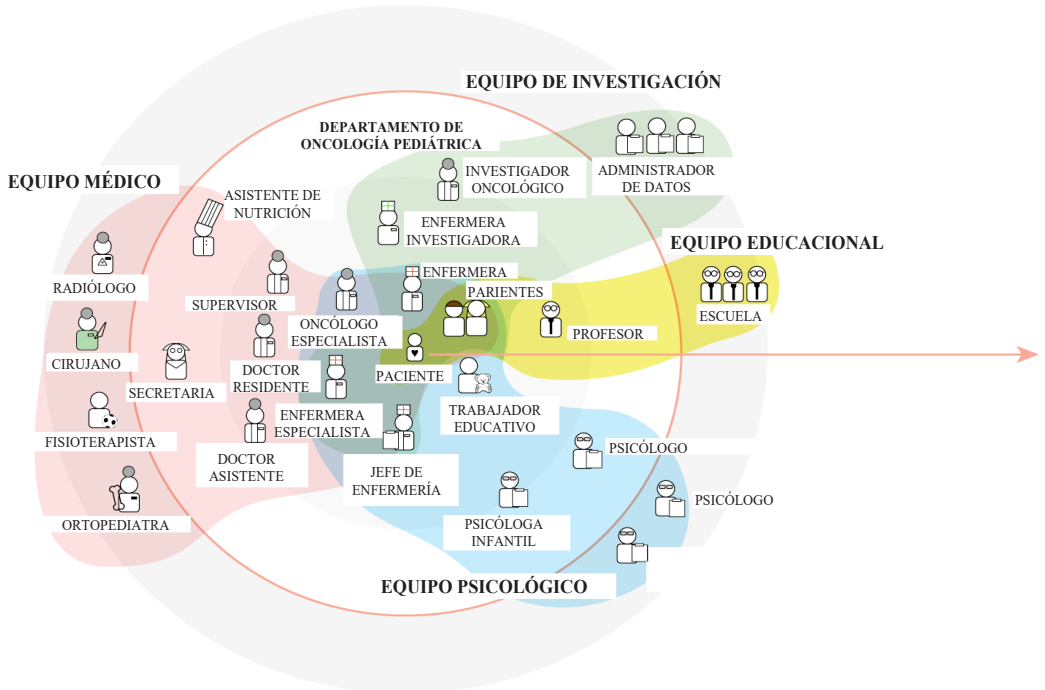 EQUIPO DE INVESTIGACIÓN
DEPARTAMENTO DE
ONCOLOGÍA PEDIÁTRICA
INVESTIGADOR
ONCOLÓGICO
ADMINISTRADOR
DE DATOS
EQUIPO MÉDICO
ASISTENTE DE
NUTRICIÓN
ENFERMERA
INVESTIGADORA
EQUIPO EDUCACIONAL
RADIÓLOGO
SUPERVISOR
ENFERMERA
PARIENTES
ONCÓLOGO
ESPECIALISTA
PROFESOR
ESCUELA
CIRUJANO
SECRETARIA
DOCTOR
RESIDENTE
PACIENTE
ENFERMERA
ESPECIALISTA
TRABAJADOR
EDUCATIVO
FISIOTERAPISTA
DOCTOR
ASISTENTE
JEFE DE
ENFERMERÍA
PSICÓLOGO
PSICÓLOGO
ORTOPEDIATRA
PSICÓLOGA
INFANTIL
EQUIPO PSICOLÓGICO